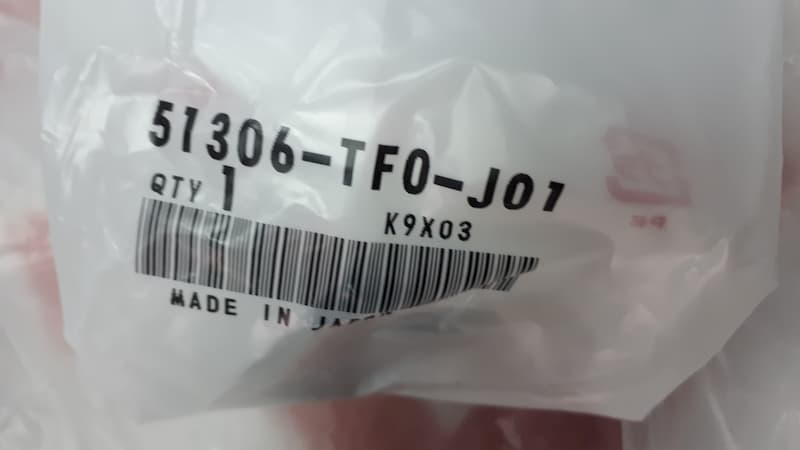 51306-TF0-J01
QTY 1
K9X03
MADE IN